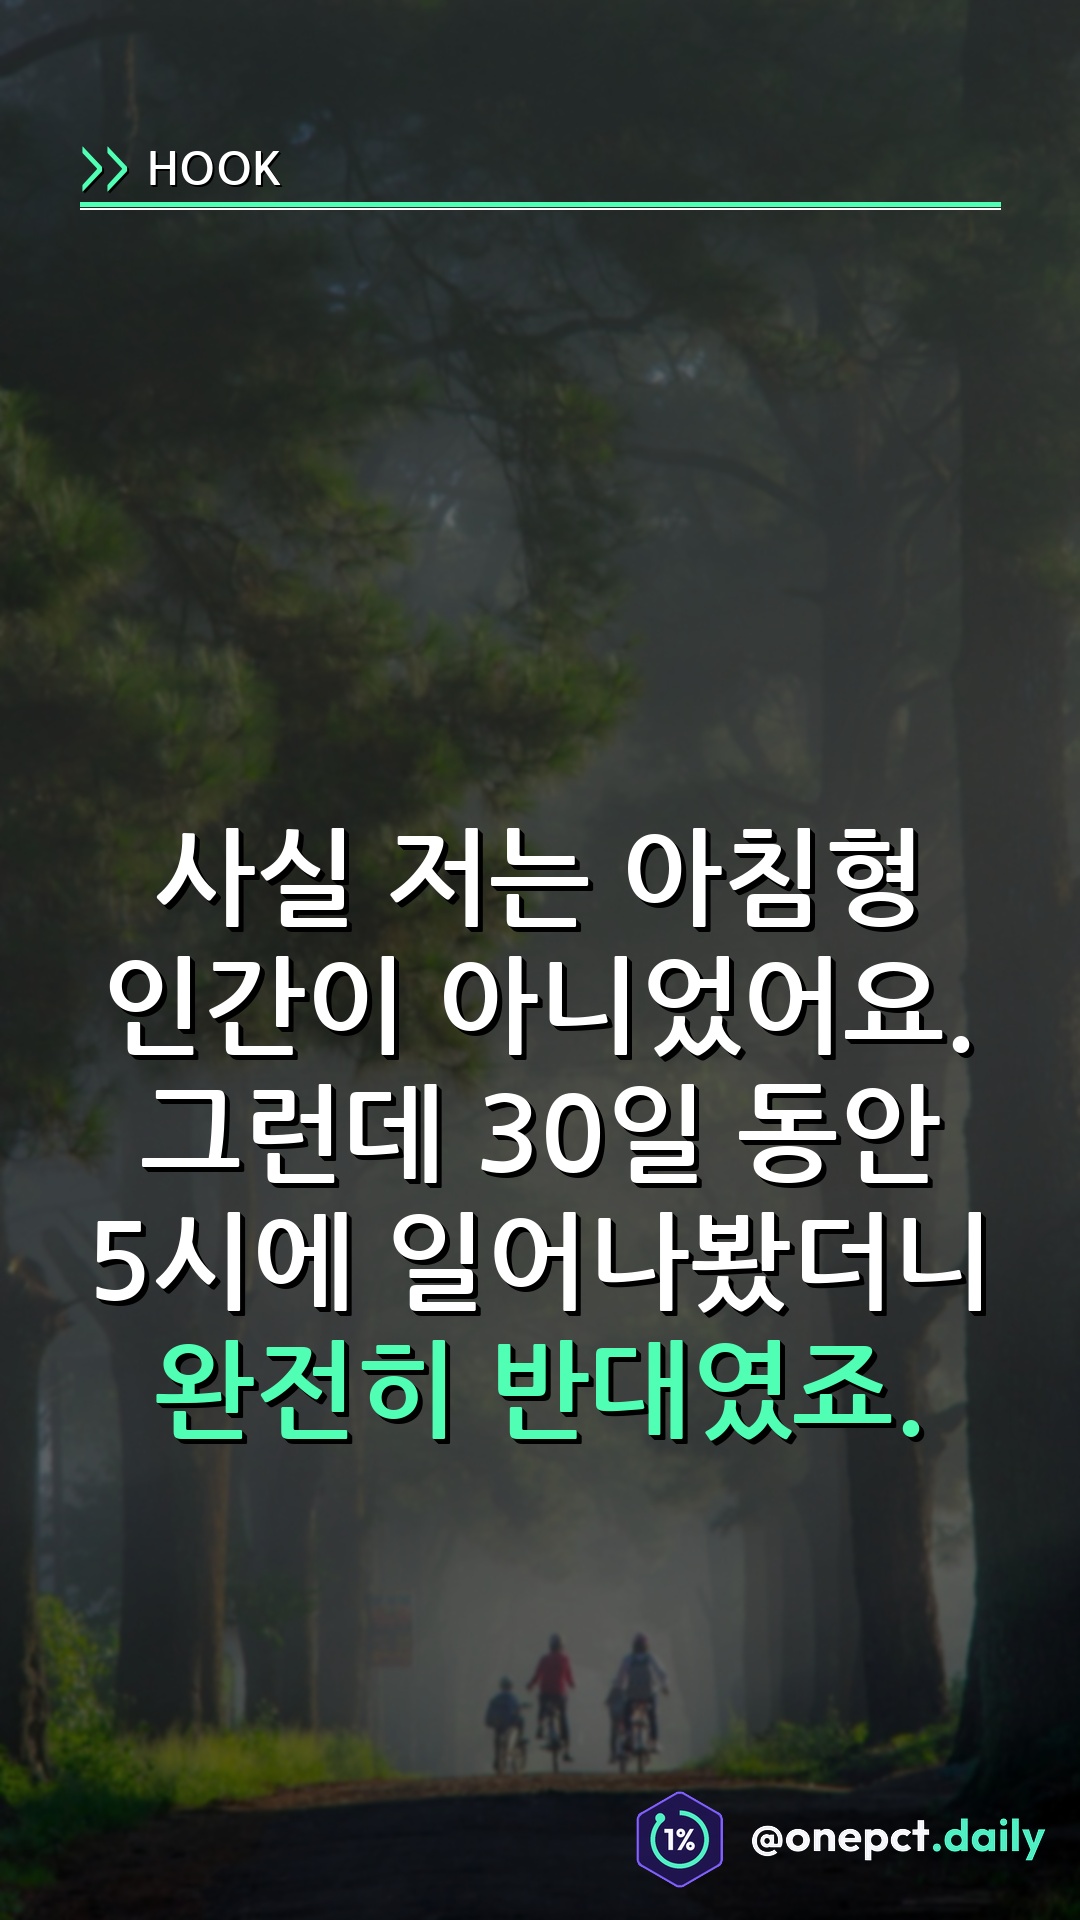 HOOK
사실 저는 아침형
인간이 아니었어요.
그런데 30일 동안
5시에 일어나봤더니
완전히 반대였죠.
1% @onepct.daily